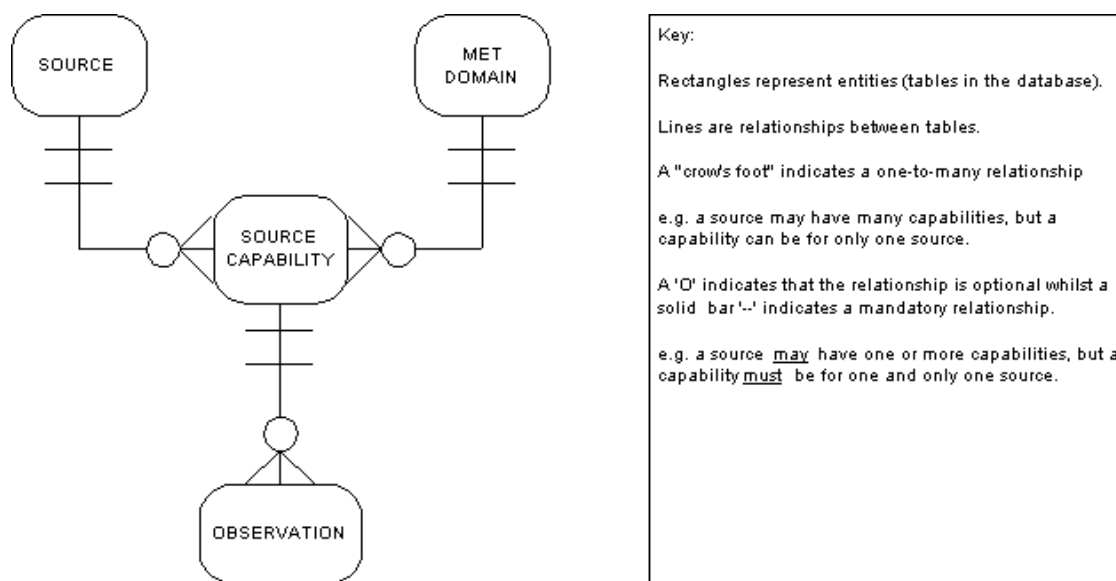 SOURCE
MET
DOMAIN
SOURCE
CAPABILITY
OBSERVATION
Key:
Rectangles represent entities (tables in the database).
Lines are relationships between tables.
A "crow's foot" indicates a one-to-many relationship
e.g. a source may have many capabilities, but a
capability can be for only one source.
A 'O' indicates that the relationship is optional whilst a
solid bar '--' indicates a mandatory relationship.
e.g. a source may have one or more capabilities, but a
capability must be for one and only one source.